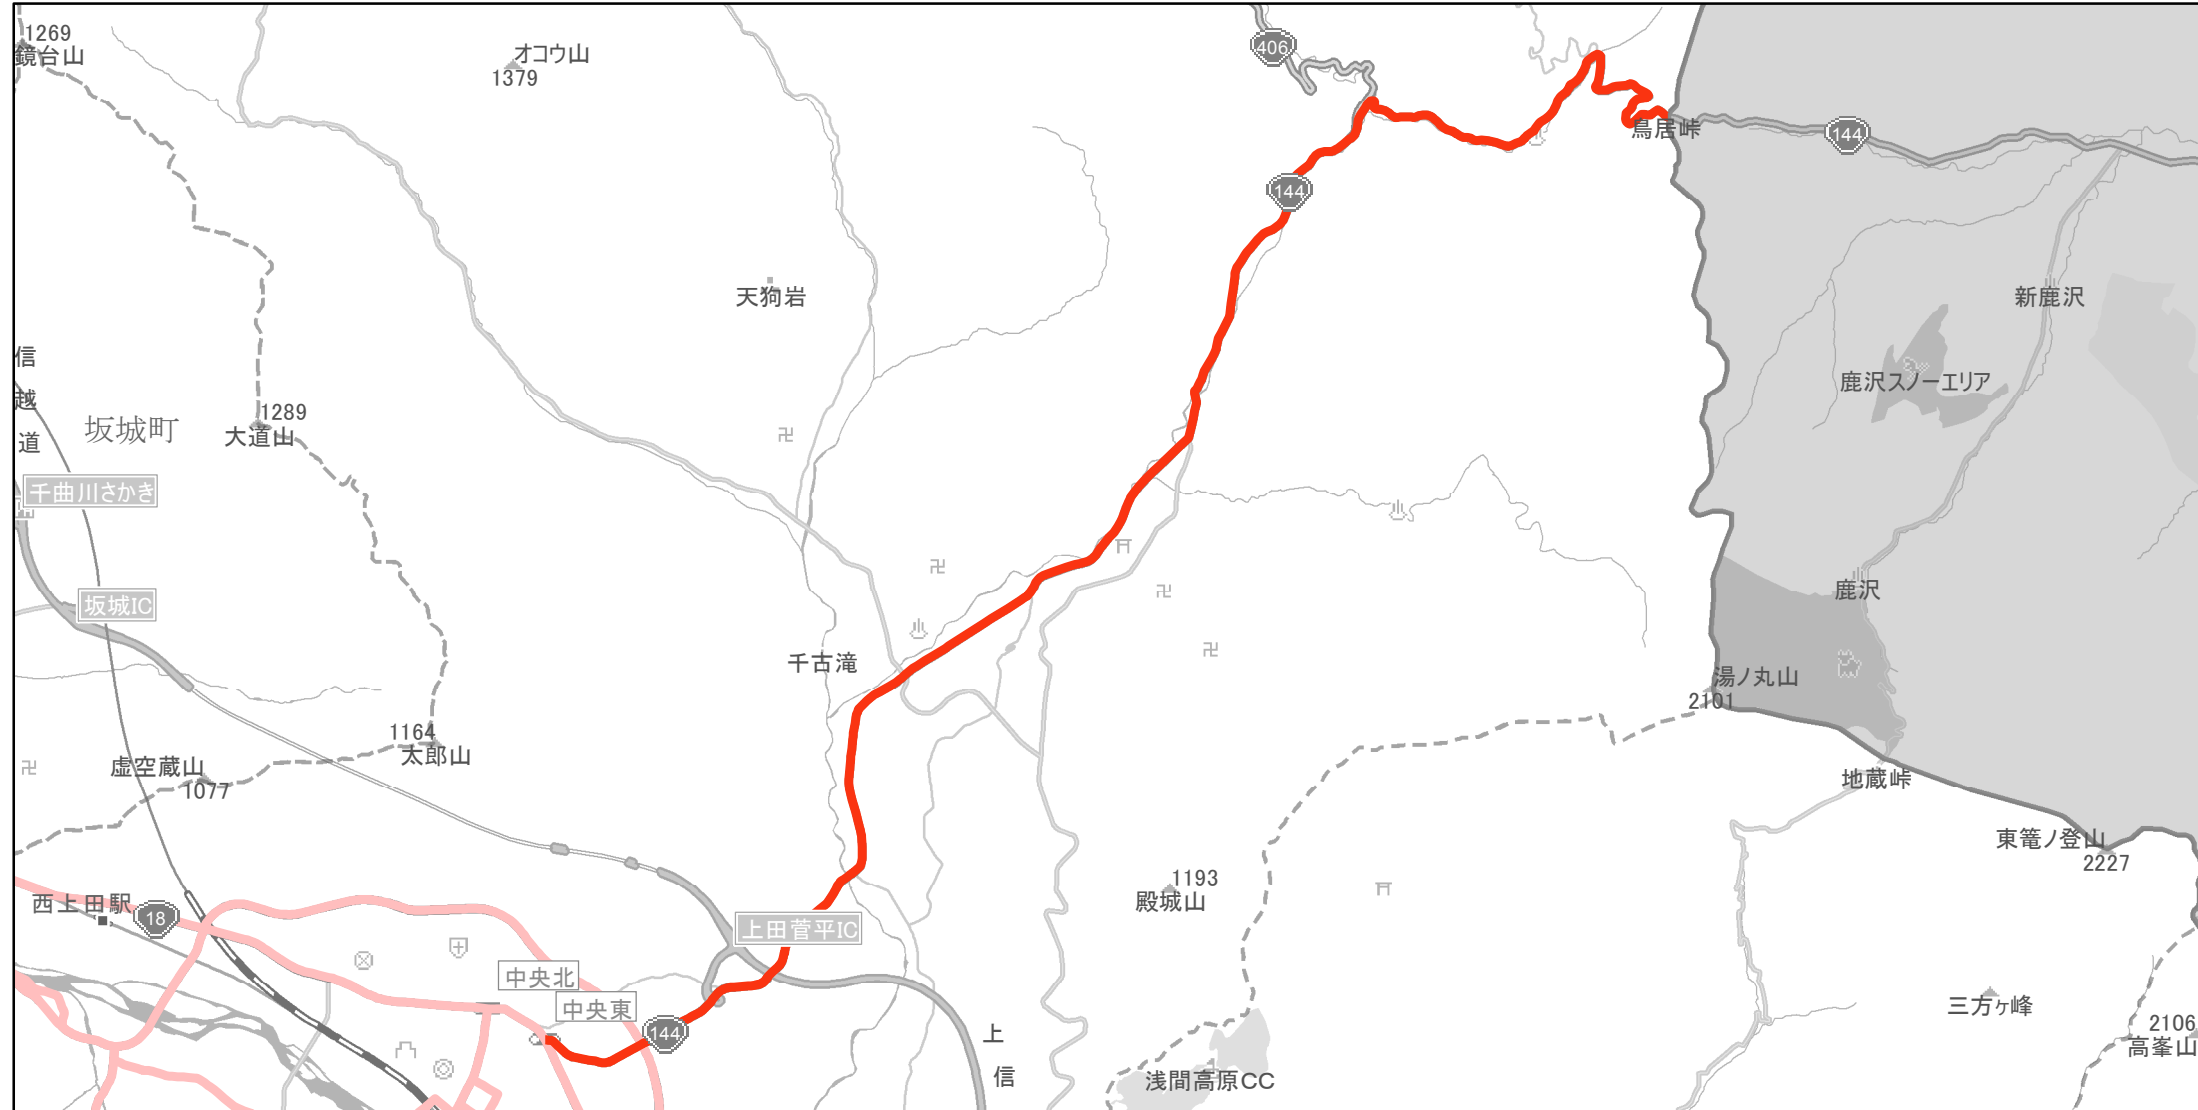 1269
鏡台山
オコウ山
1379
406
144
鳥居峠
144
天狗岩
新鹿沢
鹿沢スノーエリア
信越道
坂城町
1289
大道山
千曲川さかき
坂城IC
鹿沢
千古滝
湯ノ丸山
2101
1164
太郎山
虚空蔵山
1077
地蔵峠
東篭ノ登山
2227
1193
殿城山
西上田駅
18
上田菅平IC
中央北
中央東
144
三方ヶ峰
2106
高峯山
上信
浅間高原CC